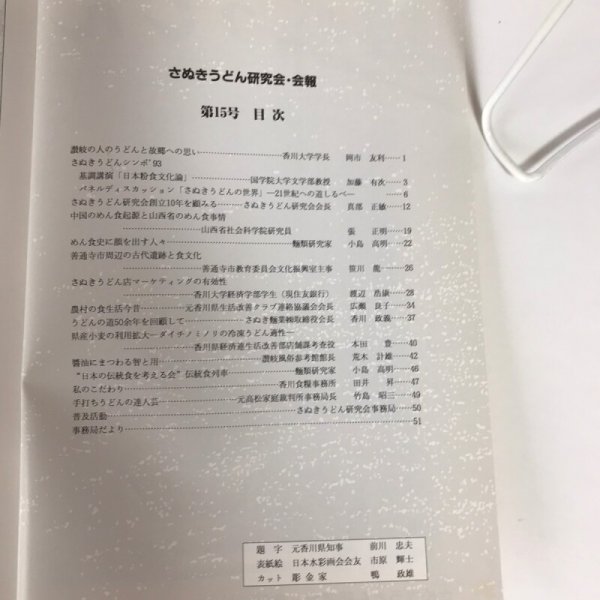 さぬきうどん研究会・会報
第15号 目次
讃岐の人のうどんと故郷への思い……香川大学学長 岡市 友利……1
さぬきうどんシンポ'93
基調講演「日本粉食文化論」……国学院大学文学部教授 加藤 有次……3
パネルディスカッション「さぬきうどんの世界」―21世紀への道しるべ―……6
さぬきうどん研究会創立10年を顧みる……さぬきうどん研究会会長 真部 正敏……12
中国のめん食起源と山西省のめん食事情
……山西省社会科学院研究員 張 正明……19
めん食史に顔を出す人々……麺類研究家 小島 高明……22
善通寺市周辺の古代遺跡と食文化
……善通寺市教育委員会文化振興室主事 笹川 龍一……26
さぬきうどん店マーケティングの有効性
……香川大学経済学部学生（現住友銀行） 渡辺 浩康……28
農村の食生活今昔……元香川県生活改善クラブ連絡協議会会長 広瀬 良子……34
うどんの道50余年を回顧して……さぬき麺業㈱取締役会長 香川 政義……37
県産小麦の利用拡大―ダイチノミノリの冷凍うどん適性―
……香川県経済連生活改善部店舗課考査役 本田 豊……40
醬油にまつわる智と用……讃岐風俗参考館館長 荒木 計雄……42
"日本の伝統食を考える会"伝統食列車……麺類研究家 小島 高明……46
私のこだわり……香川食糧事務所 田井 昇……47
手打ちうどんの達人芸……元高松家庭裁判所事務局長 竹島 昭三……49
普及活動……さぬきうどん研究会事務局……50
事務局だより……51
題字 元香川県知事 前川 忠夫
表紙絵 日本水彩画会会友 市原 輝士
カット 彫金家 鴨 政雄